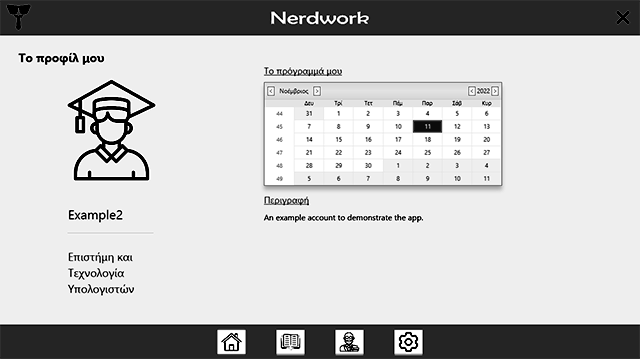 Nerdwork
Το προφίλ μου
Example2
Επιστήμη και
Τεχνολογία
Υπολογιστών
Το πρόγραμμά μου
Νοέμβριος 2022
Δευ Τρί Τετ Πέμ Παρ Σάβ Κυρ
44 31 1 2 3 4 5 6
45 7 8 9 10 11 12 13
46 14 15 16 17 18 19 20
47 21 22 23 24 25 26 27
48 28 29 30 1 2 3 4
49 5 6 7 8 9 10 11
Περιγραφή
An example account to demonstrate the app.